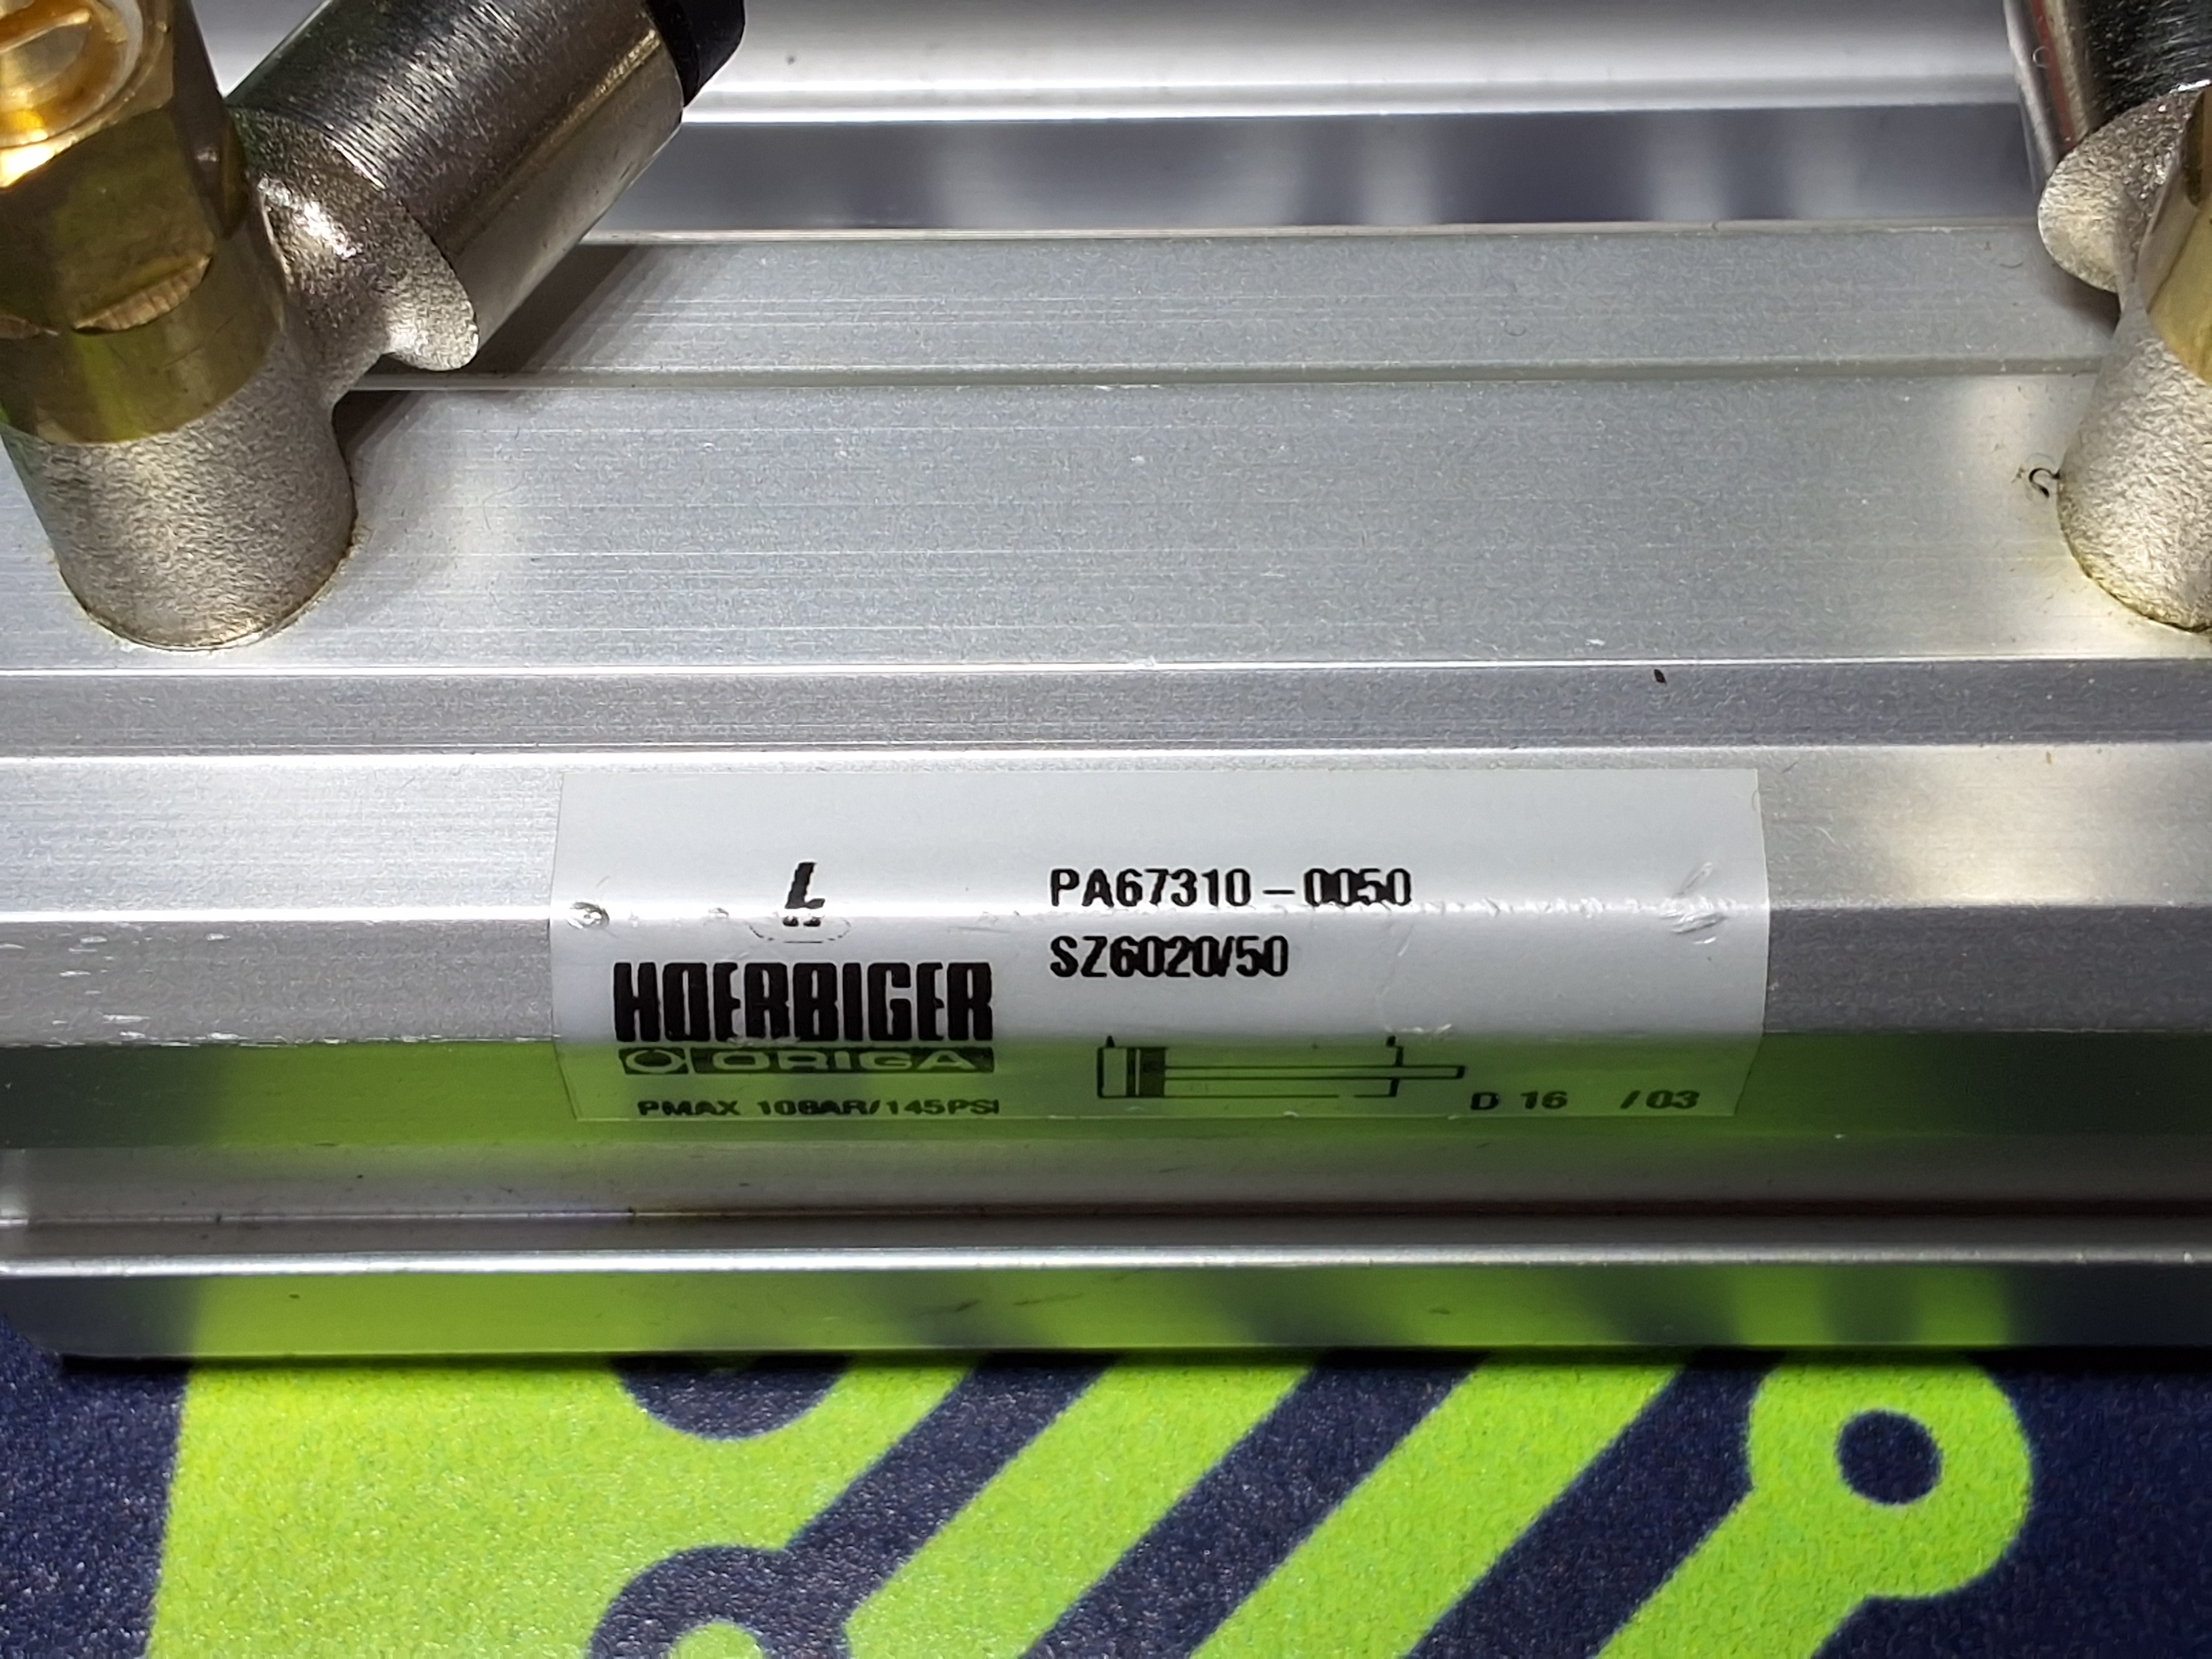 PA67310-0050
SZ6020/50
HOERBIGER
ORIGA
PMAX 10BAR/145PSI
D 16 /03